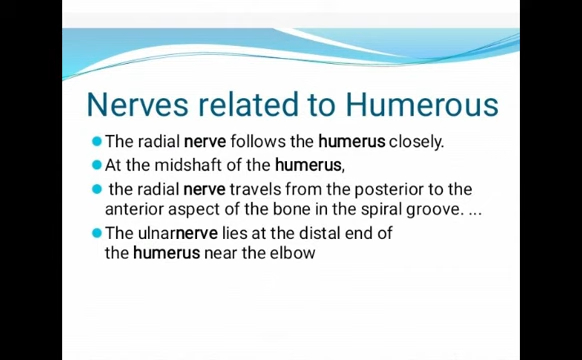 Nerves related to Humerous
The radial nerve follows the humerus closely.
At the midshaft of the humerus,
the radial nerve travels from the posterior to the
anterior aspect of the bone in the spiral groove. ...
The ulnarnerve lies at the distal end of
the humerus near the elbow